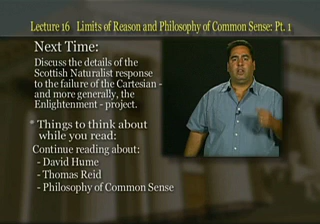 Lecture 16 Limits of Reason and Philosophy of Common Sense: Pt. 1
Next Time:
Discuss the details of the
Scottish Naturalist response
to the failure of the Cartesian -
and more generally, the
Enlightenment - project.
* Things to think about
while you read:
Continue reading about:
- David Hume
- Thomas Reid
- Philosophy of Common Sense